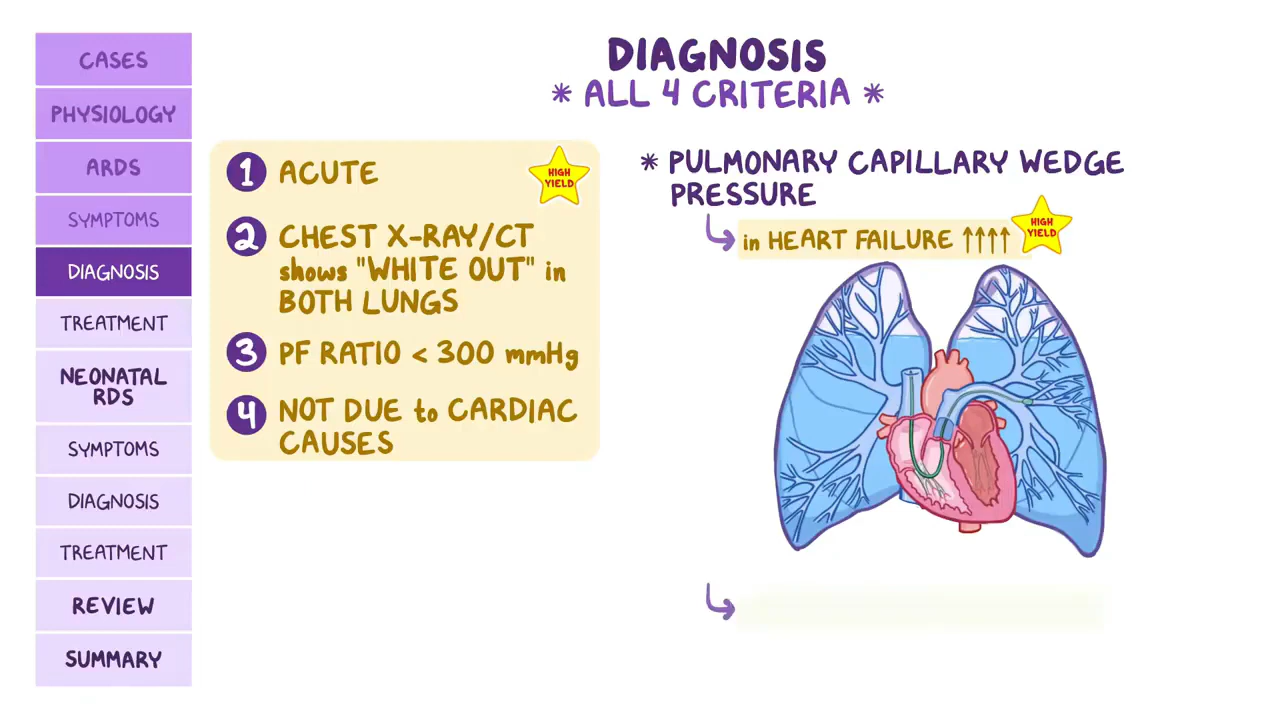 CASES
PHYSIOLOGY
ARDS
SYMPTOMS
DIAGNOSIS
TREATMENT
NEONATAL
RDS
SYMPTOMS
DIAGNOSIS
TREATMENT
REVIEW
SUMMARY
DIAGNOSIS
* ALL 4 CRITERIA *
1 ACUTE
HIGH
YIELD
2 CHEST X-RAY/CT
shows "WHITE OUT" in
BOTH LUNGS
3 PF RATIO < 300 mmHg
4 NOT DUE to CARDIAC
CAUSES
* PULMONARY CAPILLARY WEDGE
PRESSURE
in HEART FAILURE ↑↑↑↑
HIGH
YIELD